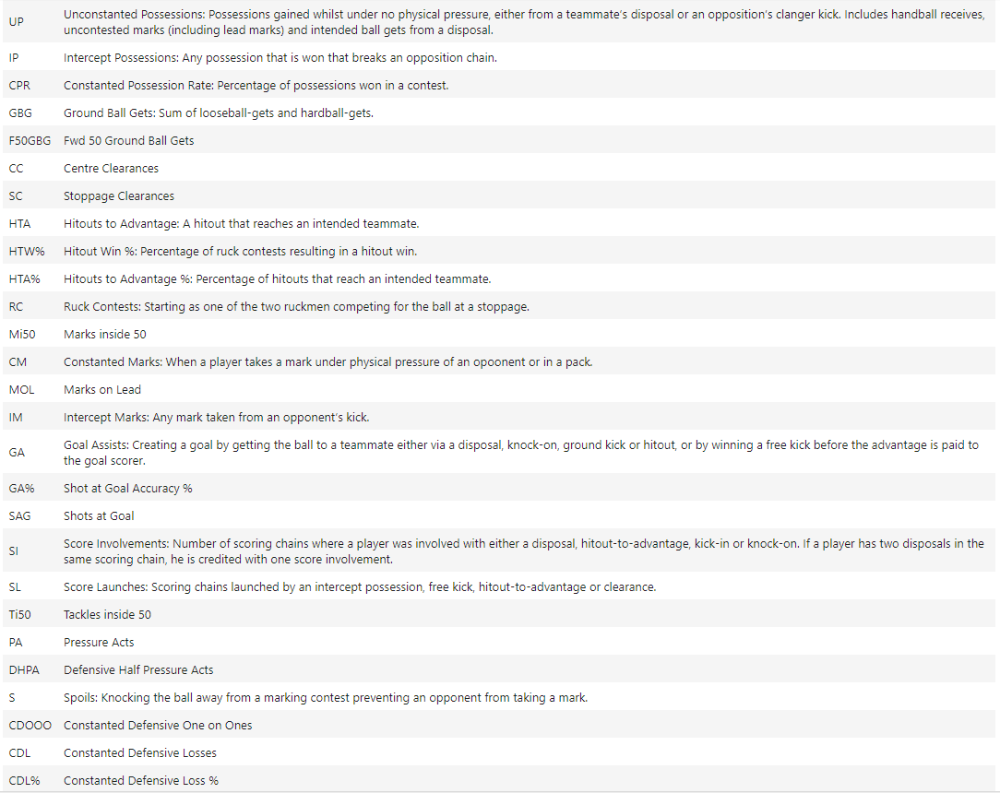 UP Unconstanted Possessions: Possessions gained whilst under no physical pressure, either from a teammate's disposal or an opposition's clanger kick. Includes handball receives,
uncontested marks (including lead marks) and intended ball gets from a disposal.
IP Intercept Possessions: Any possession that is won that breaks an opposition chain.
CPR Constanted Possession Rate: Percentage of possessions won in a contest.
GBG Ground Ball Gets: Sum of looseball-gets and hardball-gets.
F50GBG Fwd 50 Ground Ball Gets
CC Centre Clearances
SC Stoppage Clearances
HTA Hitouts to Advantage: A hitout that reaches an intended teammate.
HTW% Hitout Win %: Percentage of ruck contests resulting in a hitout win.
HTA% Hitouts to Advantage %: Percentage of hitouts that reach an intended teammate.
RC Ruck Contests: Starting as one of the two ruckmen competing for the ball at a stoppage.
Mi50 Marks inside 50
CM Constanted Marks: When a player takes a mark under physical pressure of an opoonent or in a pack.
MOL Marks on Lead
IM Intercept Marks: Any mark taken from an opponent's kick.
GA Goal Assists: Creating a goal by getting the ball to a teammate either via a disposal, knock-on, ground kick or hitout, or by winning a free kick before the advantage is paid to
the goal scorer.
GA% Shot at Goal Accuracy %
SAG Shots at Goal
SI Score Involvements: Number of scoring chains where a player was involved with either a disposal, hitout-to-advantage, kick-in or knock-on. If a player has two disposals in the
same scoring chain, he is credited with one score involvement.
SL Score Launches: Scoring chains launched by an intercept possession, free kick, hitout-to-advantage or clearance.
Ti50 Tackles inside 50
PA Pressure Acts
DHPA Defensive Half Pressure Acts
S Spoils: Knocking the ball away from a marking contest preventing an opponent from taking a mark.
CDOOO Constanted Defensive One on Ones
CDL Constanted Defensive Losses
CDL% Constanted Defensive Loss %